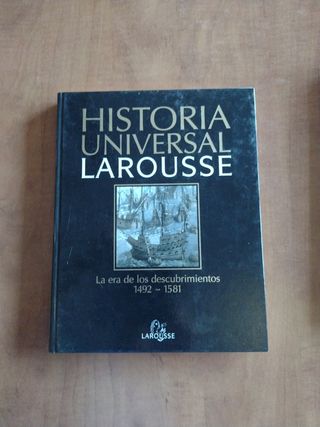 HISTORIA
UNIVERSAL
LAROUSSE
La era de los descubrimientos
1492 ~ 1581
LAROUSSE